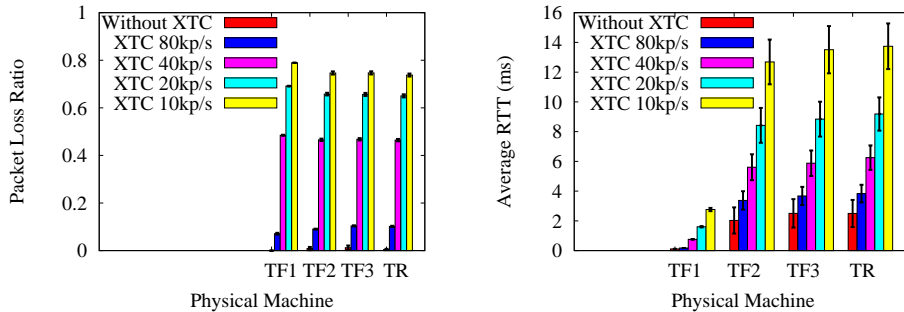 Packet Loss Ratio
1
0.8
0.6
0.4
0.2
0
Without XTC
XTC 80kp/s
XTC 40kp/s
XTC 20kp/s
XTC 10kp/s
TF1 TF2 TF3 TR
Physical Machine
Average RTT (ms)
16
14
12
10
8
6
4
2
0
Without XTC
XTC 80kp/s
XTC 40kp/s
XTC 20kp/s
XTC 10kp/s
TF1 TF2 TF3 TR
Physical Machine